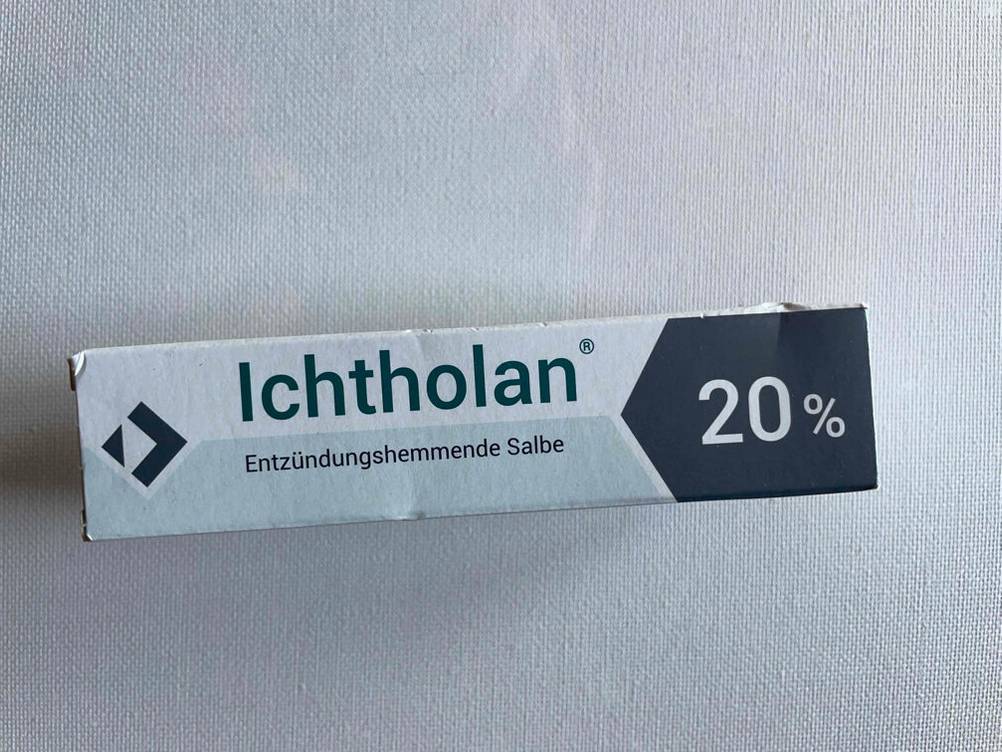 Ichtholan®
Entzündungshemmende Salbe
20 %